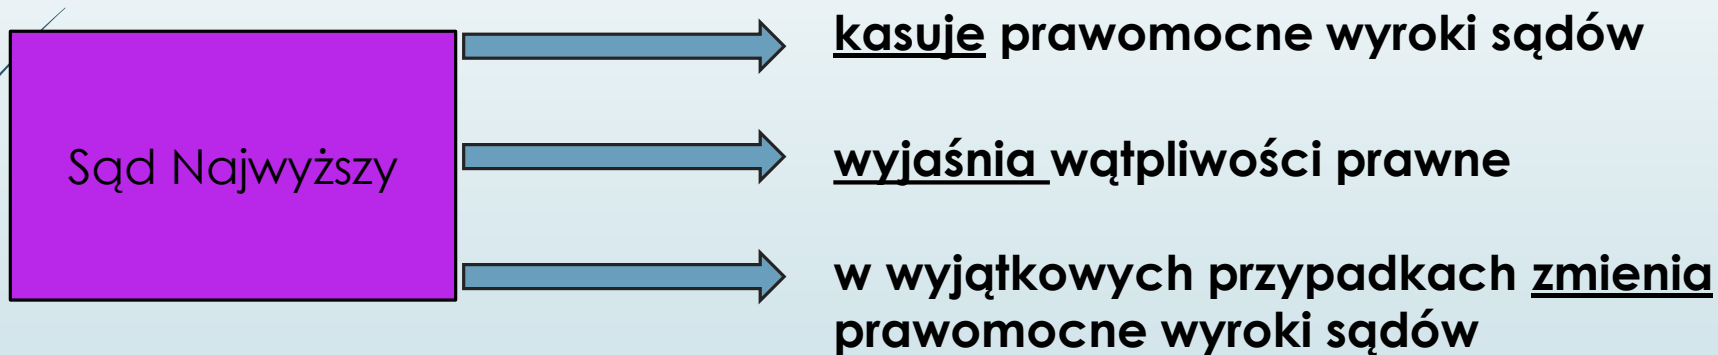 kasuje prawomocne wyroki sądów
Sąd Najwyższy
wyjaśnia wątpliwości prawne
w wyjątkowych przypadkach zmienia
prawomocne wyroki sądów